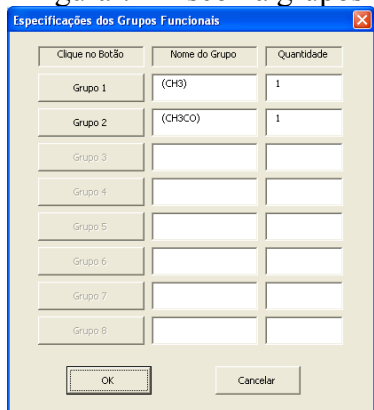 Especificações dos Grupos Funcionais
Clique no Botão Nome do Grupo Quantidade
Grupo 1 (CH3) 1
Grupo 2 (CH3CO) 1
Grupo 3
Grupo 4
Grupo 5
Grupo 6
Grupo 7
Grupo 8
OK Cancelar